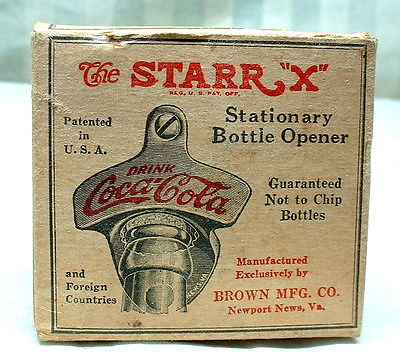 The STARR "X"
REG. U. S. PAT. OFF.
Stationary
Bottle Opener
Patented
in
U. S. A.
DRINK
Coca-Cola
Guaranteed
Not to Chip
Bottles
and
Foreign
Countries
Manufactured
Exclusively by
BROWN MFG. CO.
Newport News, Va.